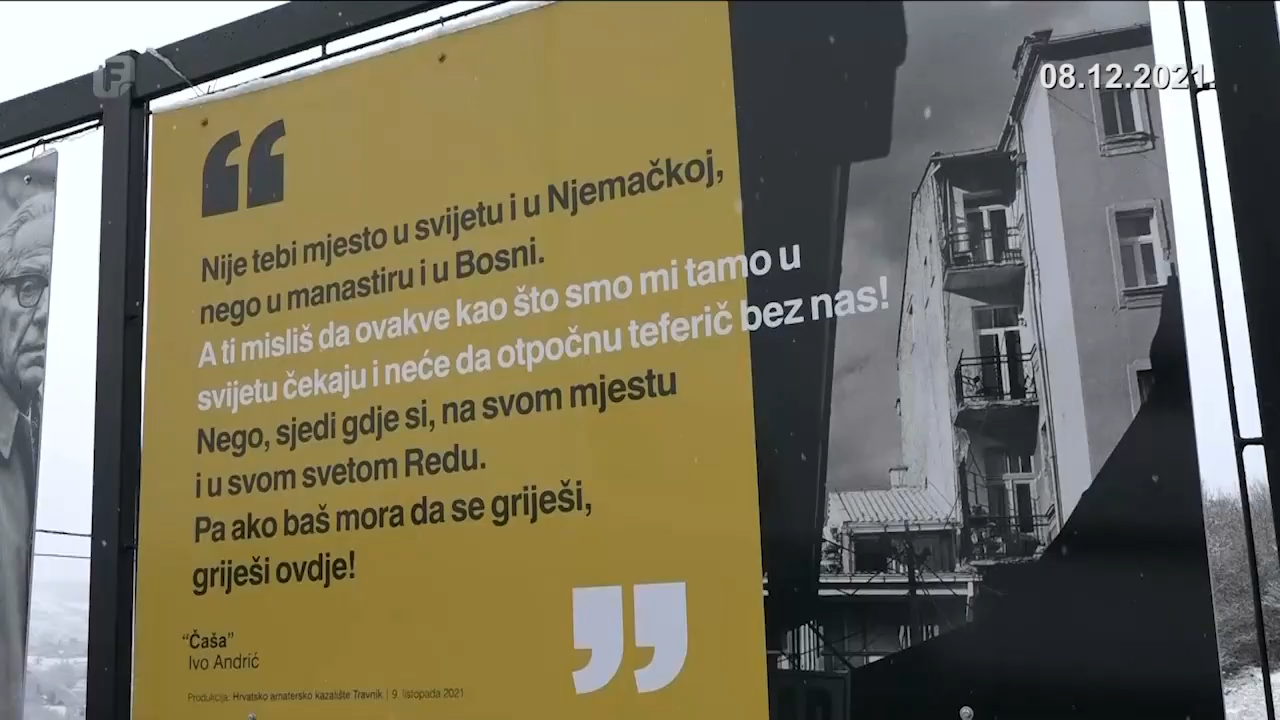 08.12.2021.
“
Nije tebi mjesto u svijetu i u Njemačkoj,
nego u manastiru i u Bosni.
A ti misliš da ovakve kao što smo mi tamo u
svijetu čekaju i neće da otpočnu teferič bez nas!
Nego, sjedi gdje si, na svom mjestu
i u svom svetom Redu.
Pa ako baš mora da se griješi,
griješi ovdje!
”
“Čaša”
Ivo Andrić
Produkcija: Hrvatsko amatersko kazalište Travnik | 9. listopada 2021.